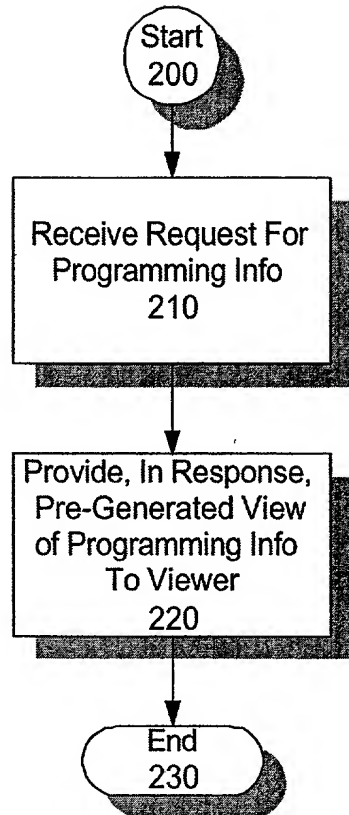 Start
200
Receive Request For
Programming Info
210
Provide, In Response,
Pre-Generated View
of Programming Info
To Viewer
220
End
230